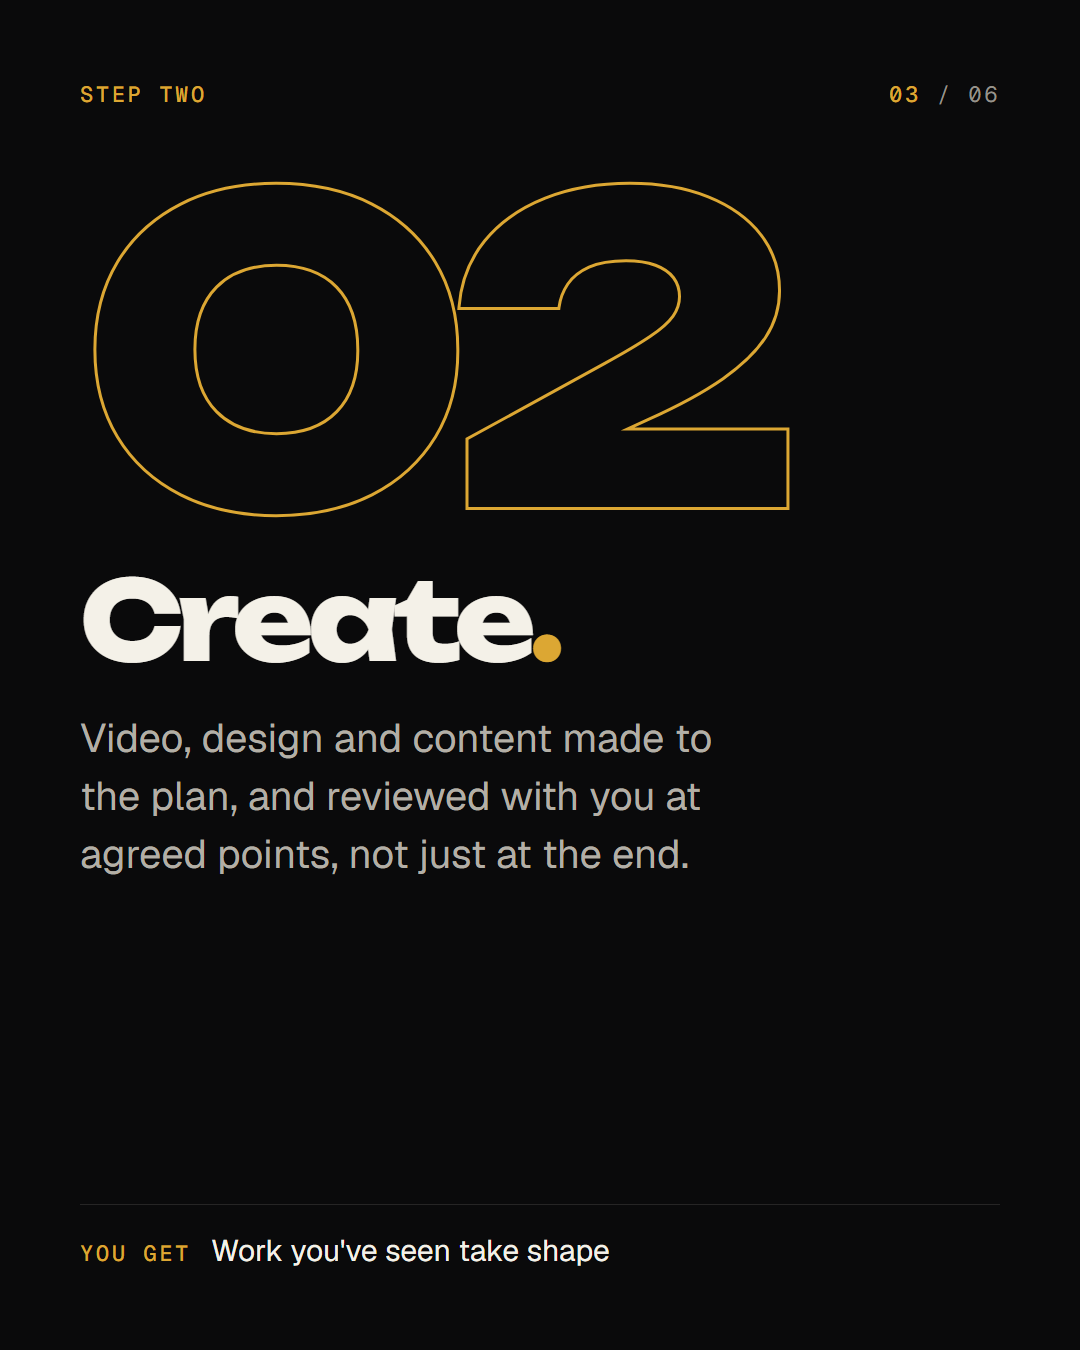 STEP TWO
03 / 06
02
Create.
Video, design and content made to
the plan, and reviewed with you at
agreed points, not just at the end.
YOU GET Work you've seen take shape